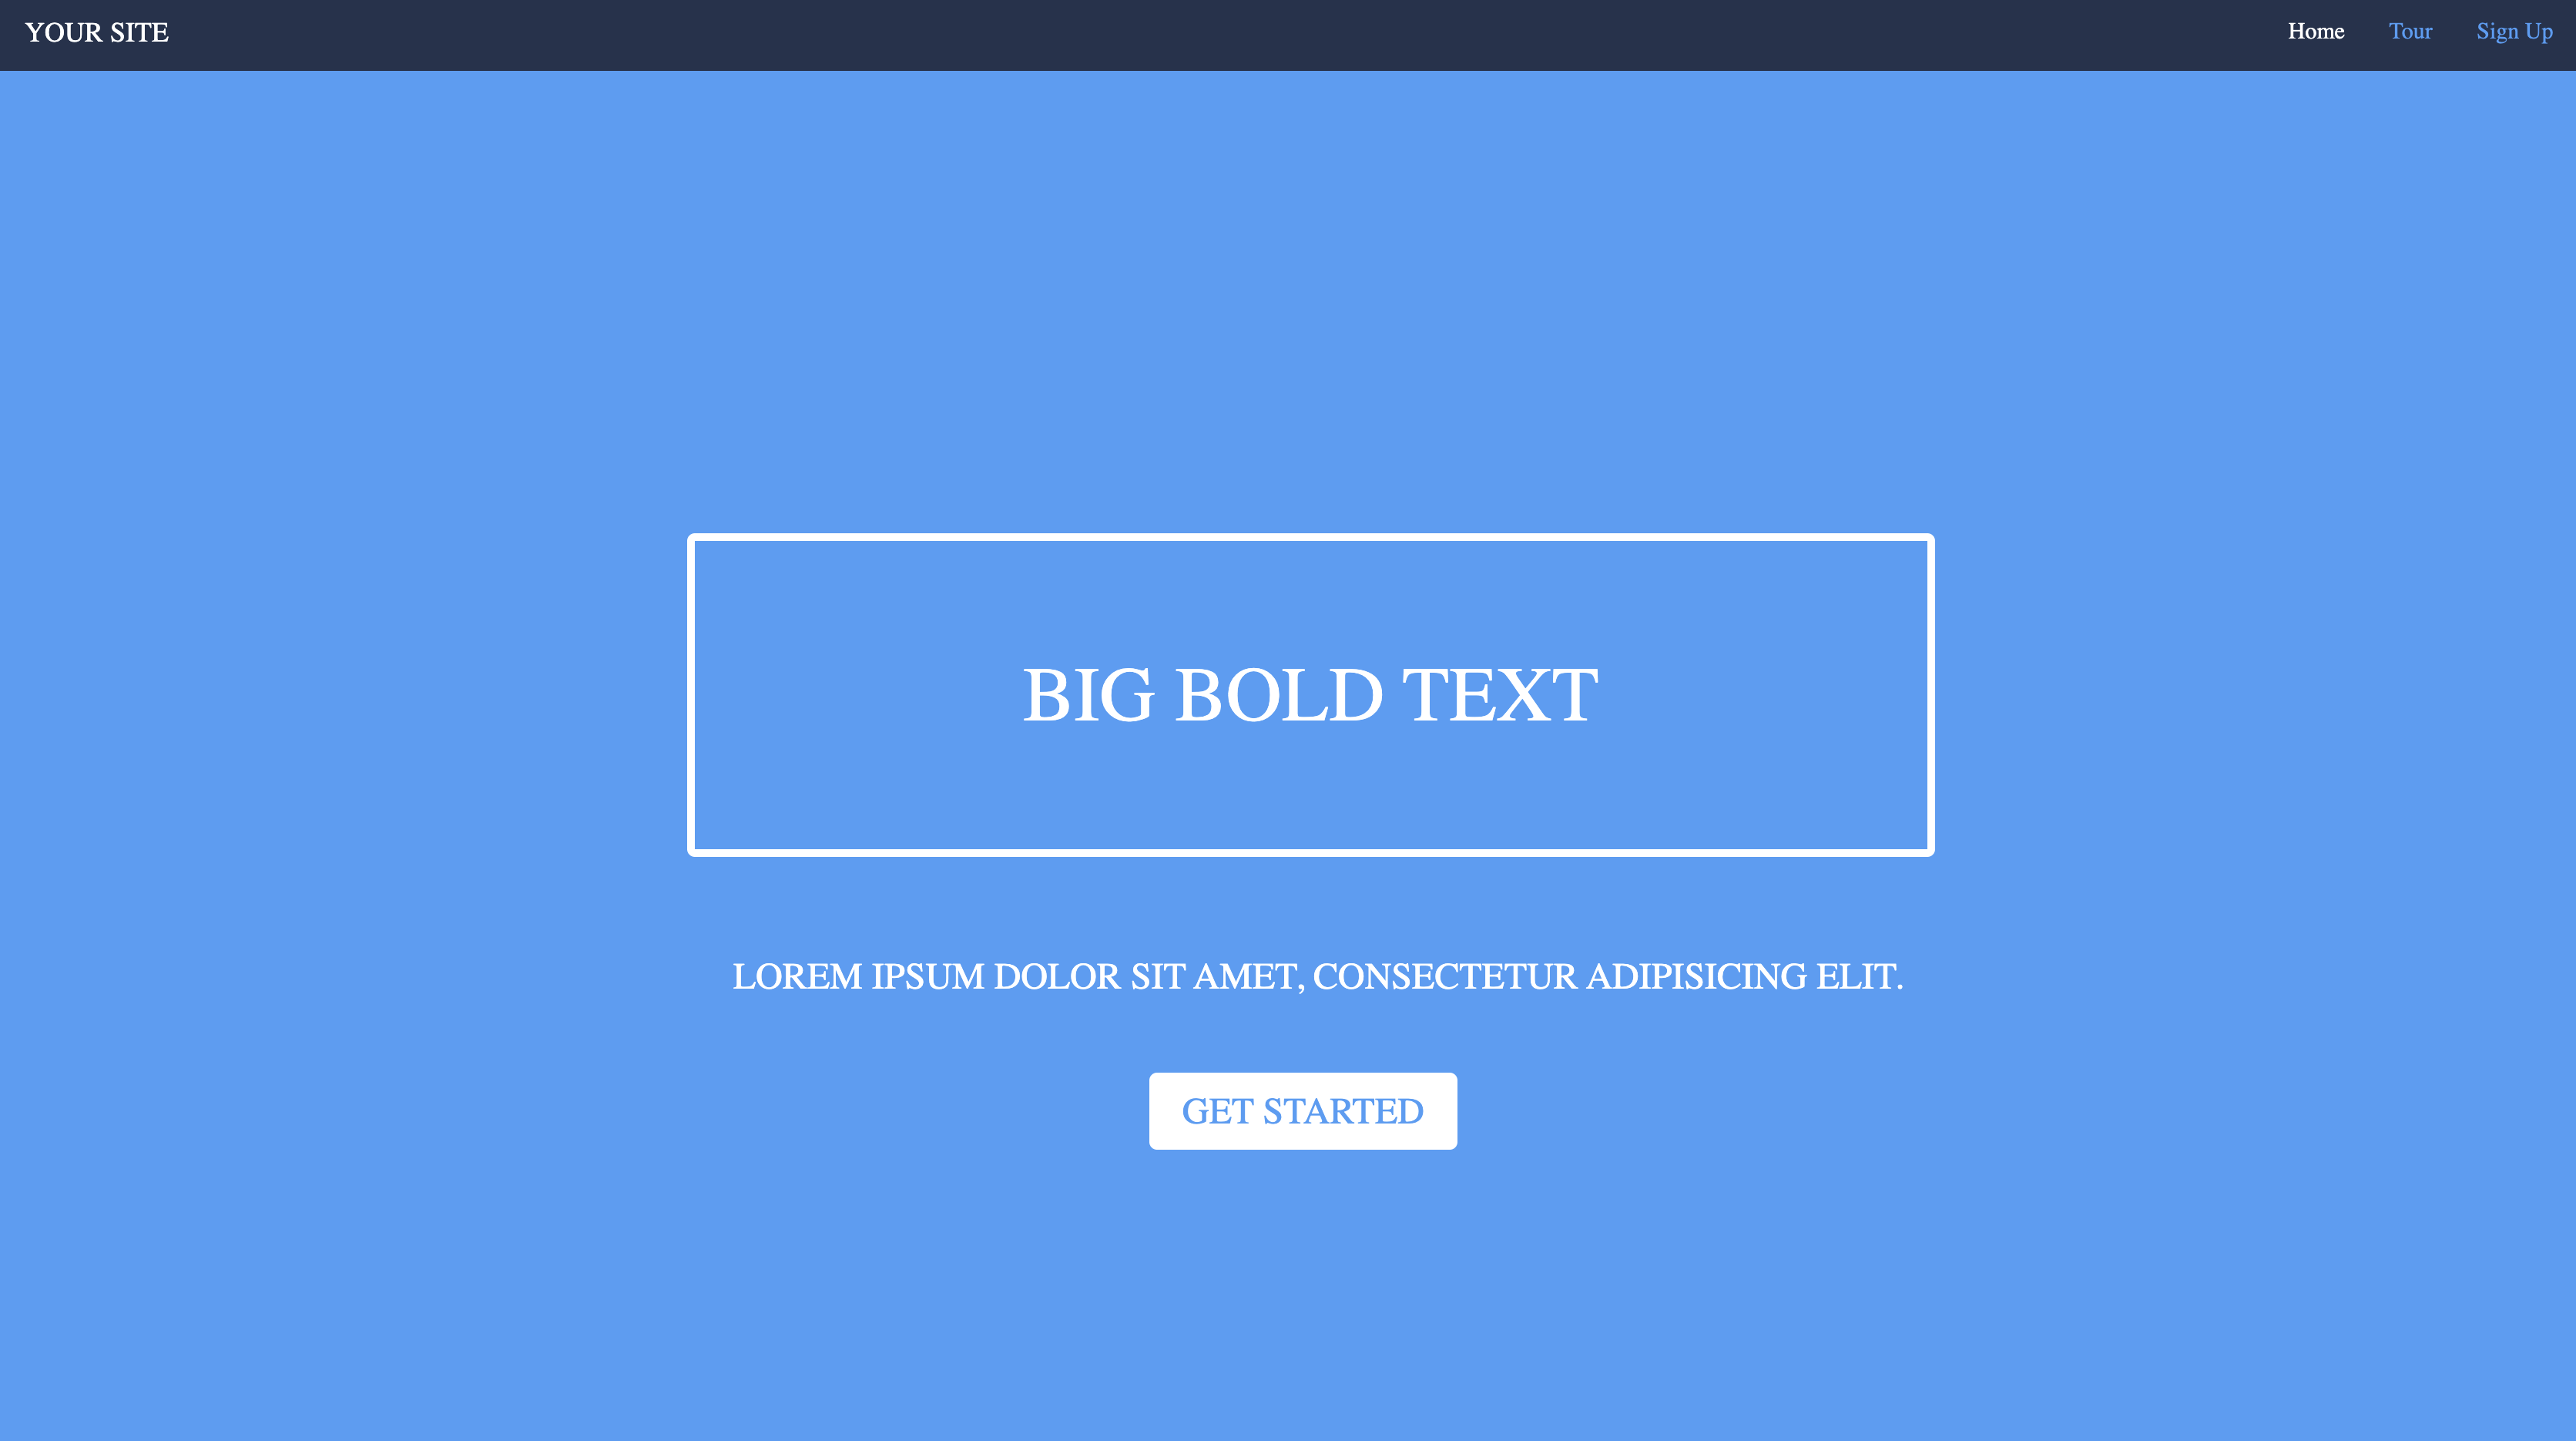 YOUR SITE
Home Tour Sign Up
BIG BOLD TEXT
LOREM IPSUM DOLOR SIT AMET, CONSECTETUR ADIPISICING ELIT.
GET STARTED